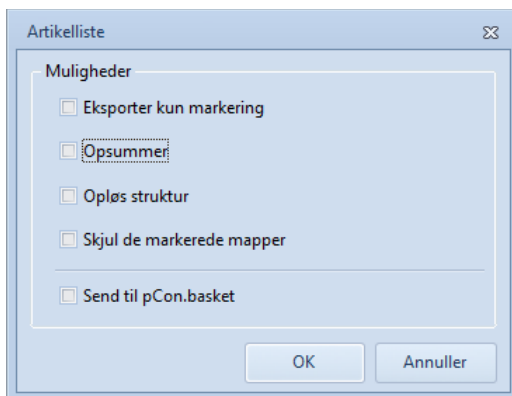 Artikelliste
Muligheder
Eksporter kun markering
Opsummer
Opløs struktur
Skjul de markerede mapper
Send til pCon.basket
OK
Annuller